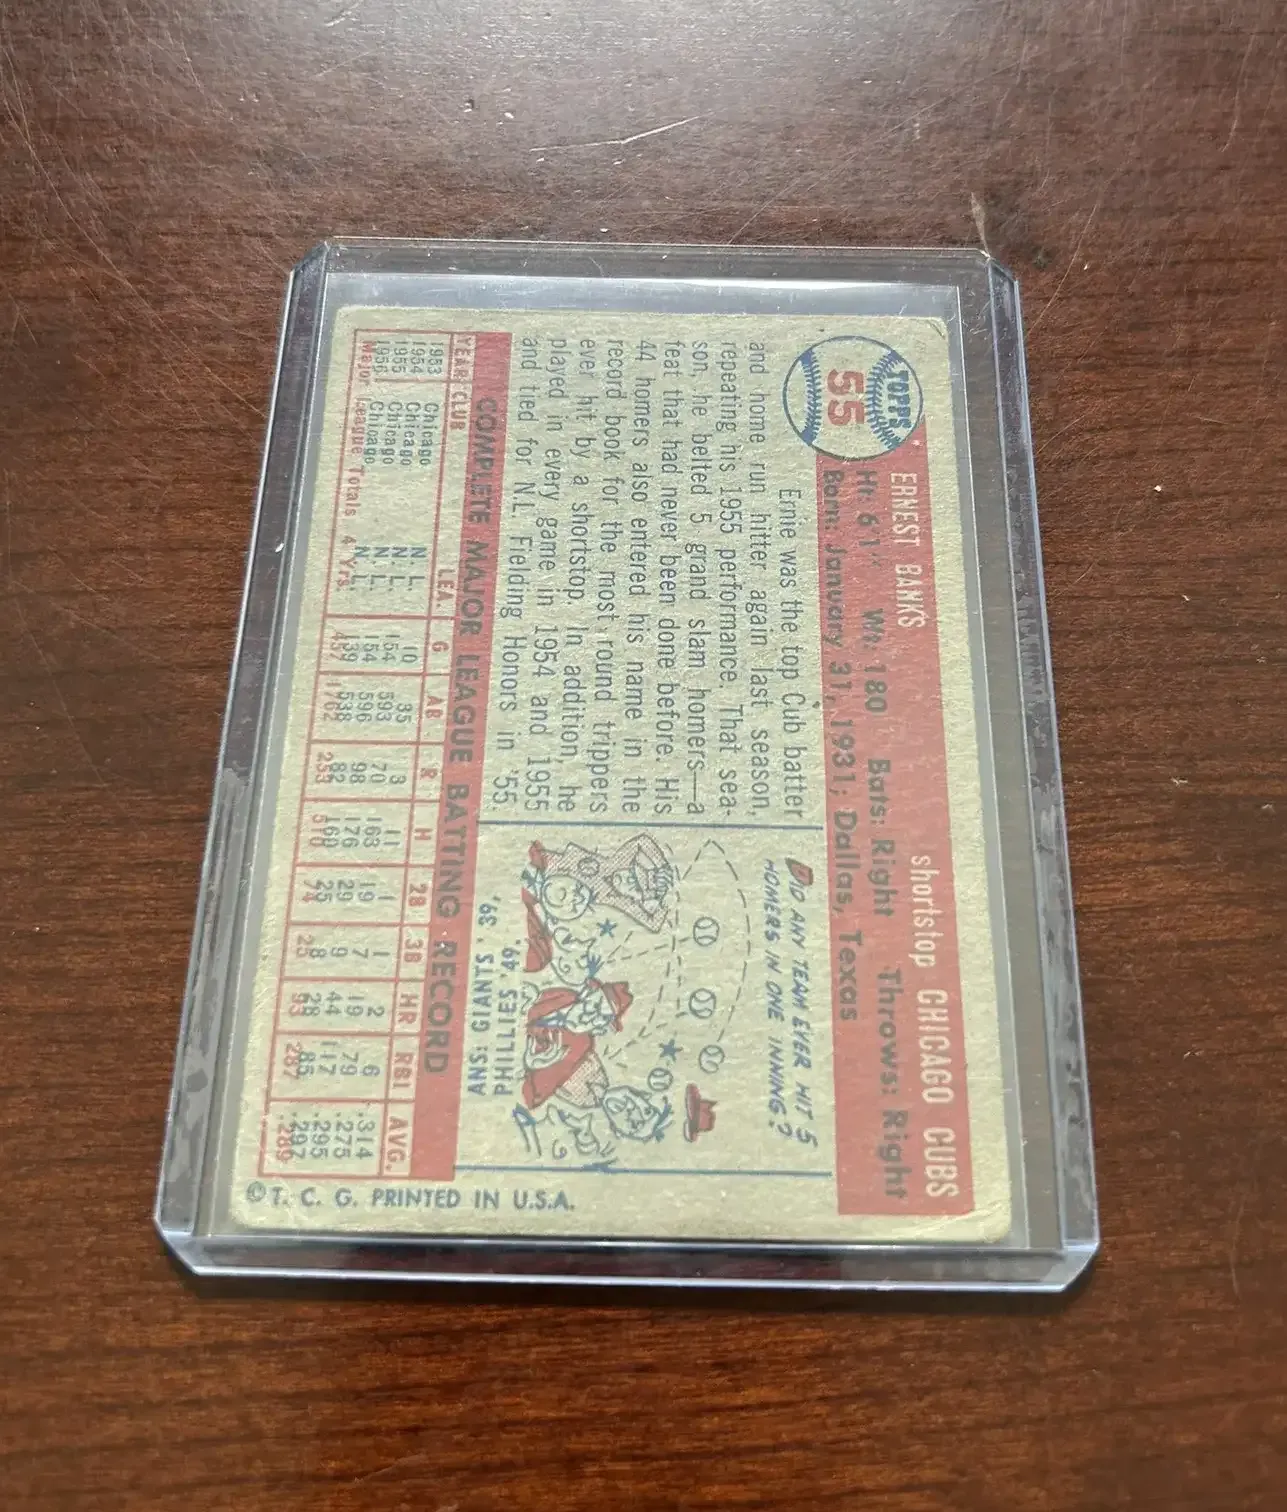 TOPPS
55
ERNEST BANKS shortstop CHICAGO CUBS
Ht: 6'1" Wt: 180 Bats: Right Throws: Right
Born: January 31, 1931; Dallas, Texas
Ernie was the top Cub batter
and home run hitter again last season,
repeating his 1955 performance. That sea-
son, he belted 5 grand slam homers—a
feat that had never been done before. His
44 homers also entered his name in the
record book for the most round trippers
ever hit by a shortstop. In addition, he
played in every game in 1954 and 1955
and tied for N.L. Fielding Honors in '55.
DID ANY TEAM EVER HIT 5
HOMERS IN ONE INNING?
ANS: GIANTS '39,
PHILLIES '49.
COMPLETE MAJOR LEAGUE BATTING RECORD
YEAR CLUB LEA. G AB R H 2B 3B HR RBI AVG.
1953 Chicago N. L. 10 35 3 11 1 1 2 6 .314
1954 Chicago N. L. 154 593 70 163 19 7 19 79 .275
1955 Chicago N. L. 154 596 98 176 29 9 44 117 .295
1956 Chicago N. L. 139 538 82 160 25 8 28 85 .297
Major League Totals 4 Yrs. 457 1762 253 510 74 25 93 287 .289
© T. C. G. PRINTED IN U.S.A.